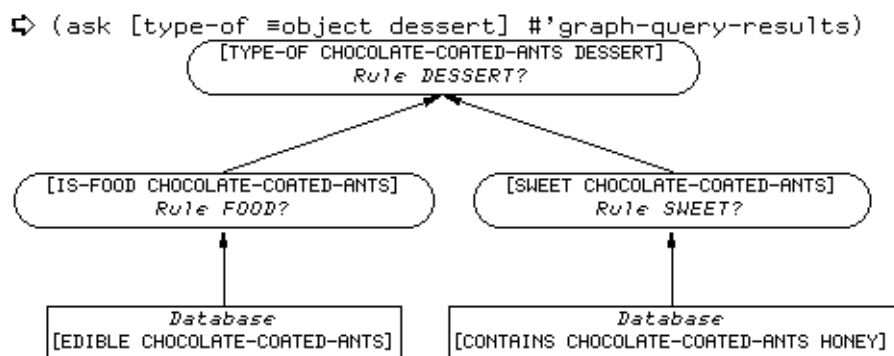 ⇨ (ask [type-of ≡object dessert] #'graph-query-results)
[TYPE-OF CHOCOLATE-COATED-ANTS DESSERT]
Rule DESSERT?
[IS-FOOD CHOCOLATE-COATED-ANTS]
Rule FOOD?
[SWEET CHOCOLATE-COATED-ANTS]
Rule SWEET?
Database
[EDIBLE CHOCOLATE-COATED-ANTS]
Database
[CONTAINS CHOCOLATE-COATED-ANTS HONEY]